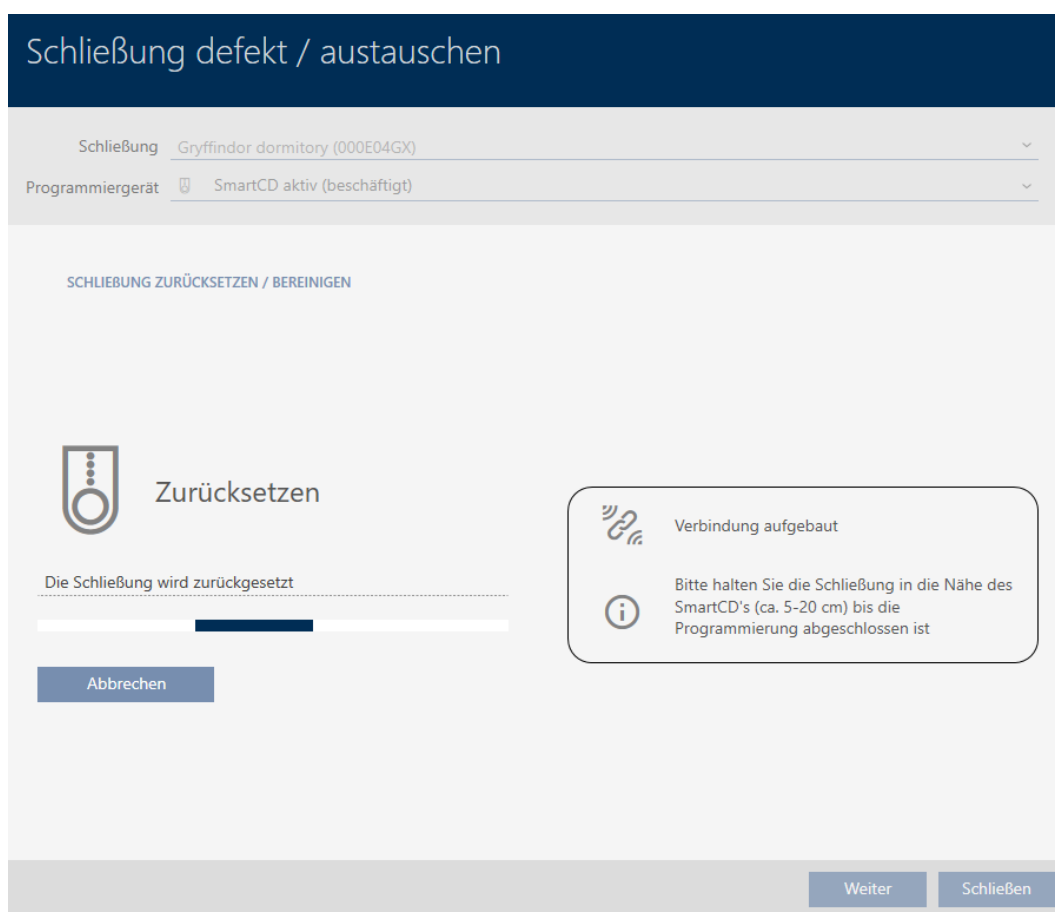 Schließung defekt / austauschen
Schließung Gryffindor dormitory (000E04GX)
Programmiergerät SmartCD aktiv (beschäftigt)
SCHLIEßUNG ZURÜCKSETZEN / BEREINIGEN
Zurücksetzen
Die Schließung wird zurückgesetzt
Abbrechen
Verbindung aufgebaut
Bitte halten Sie die Schließung in die Nähe des
SmartCD's (ca. 5-20 cm) bis die
Programmierung abgeschlossen ist
Weiter
Schließen